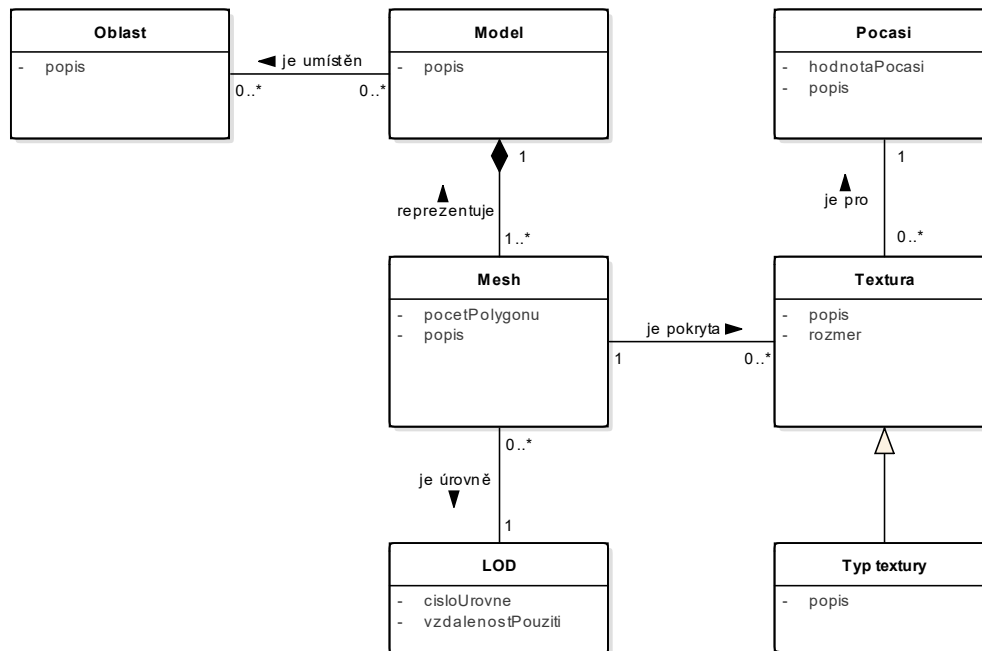 Oblast
- popis
je umístěn
0..*
0..*
Model
- popis
Pocasi
- hodnotaPocasi
- popis
1
reprezentuje
1..*
1
je pro
0..*
Mesh
- pocetPolygonu
- popis
je pokryta
1
0..*
Textura
- popis
- rozmer
0..*
je úrovně
1
LOD
- cisloUrovne
- vzdalenostPouziti
Typ textury
- popis